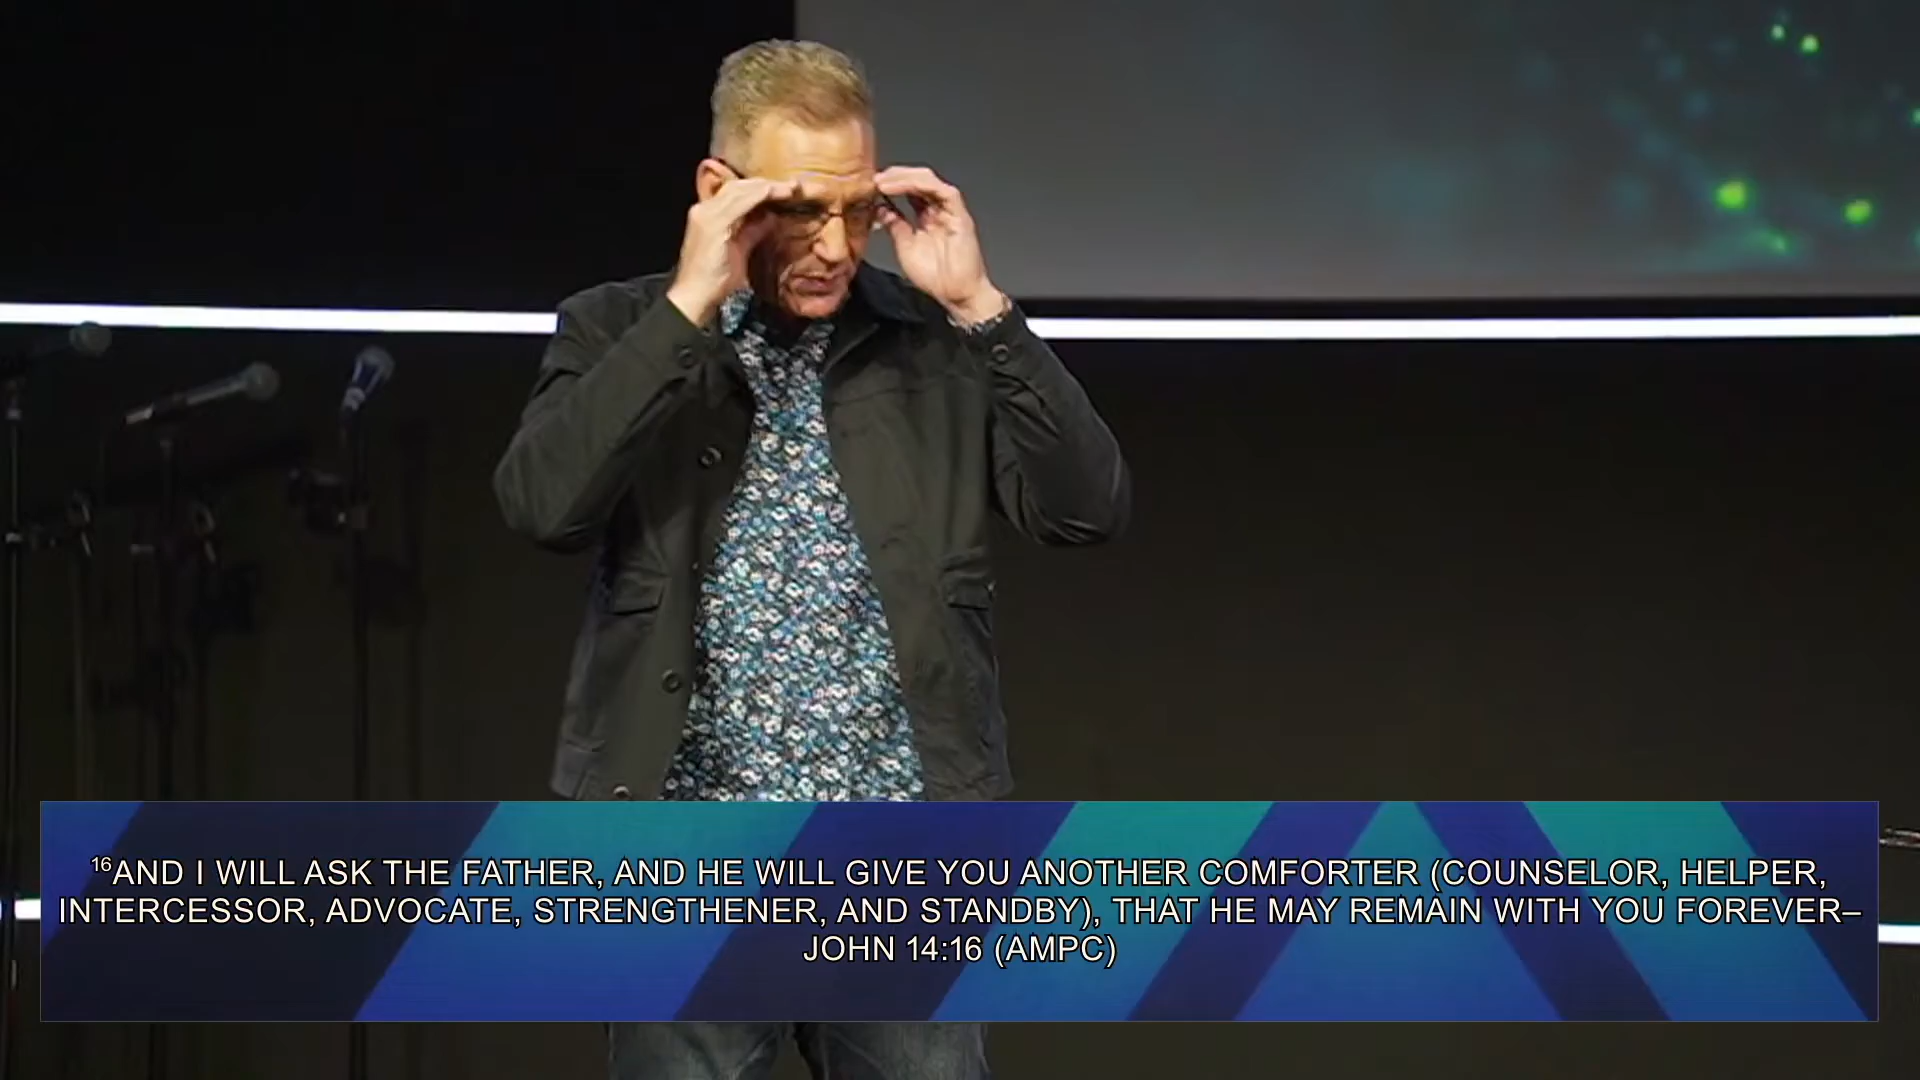 ¹⁶AND I WILL ASK THE FATHER, AND HE WILL GIVE YOU ANOTHER COMFORTER (COUNSELOR, HELPER,
INTERCESSOR, ADVOCATE, STRENGTHENER, AND STANDBY), THAT HE MAY REMAIN WITH YOU FOREVER–
JOHN 14:16 (AMPC)